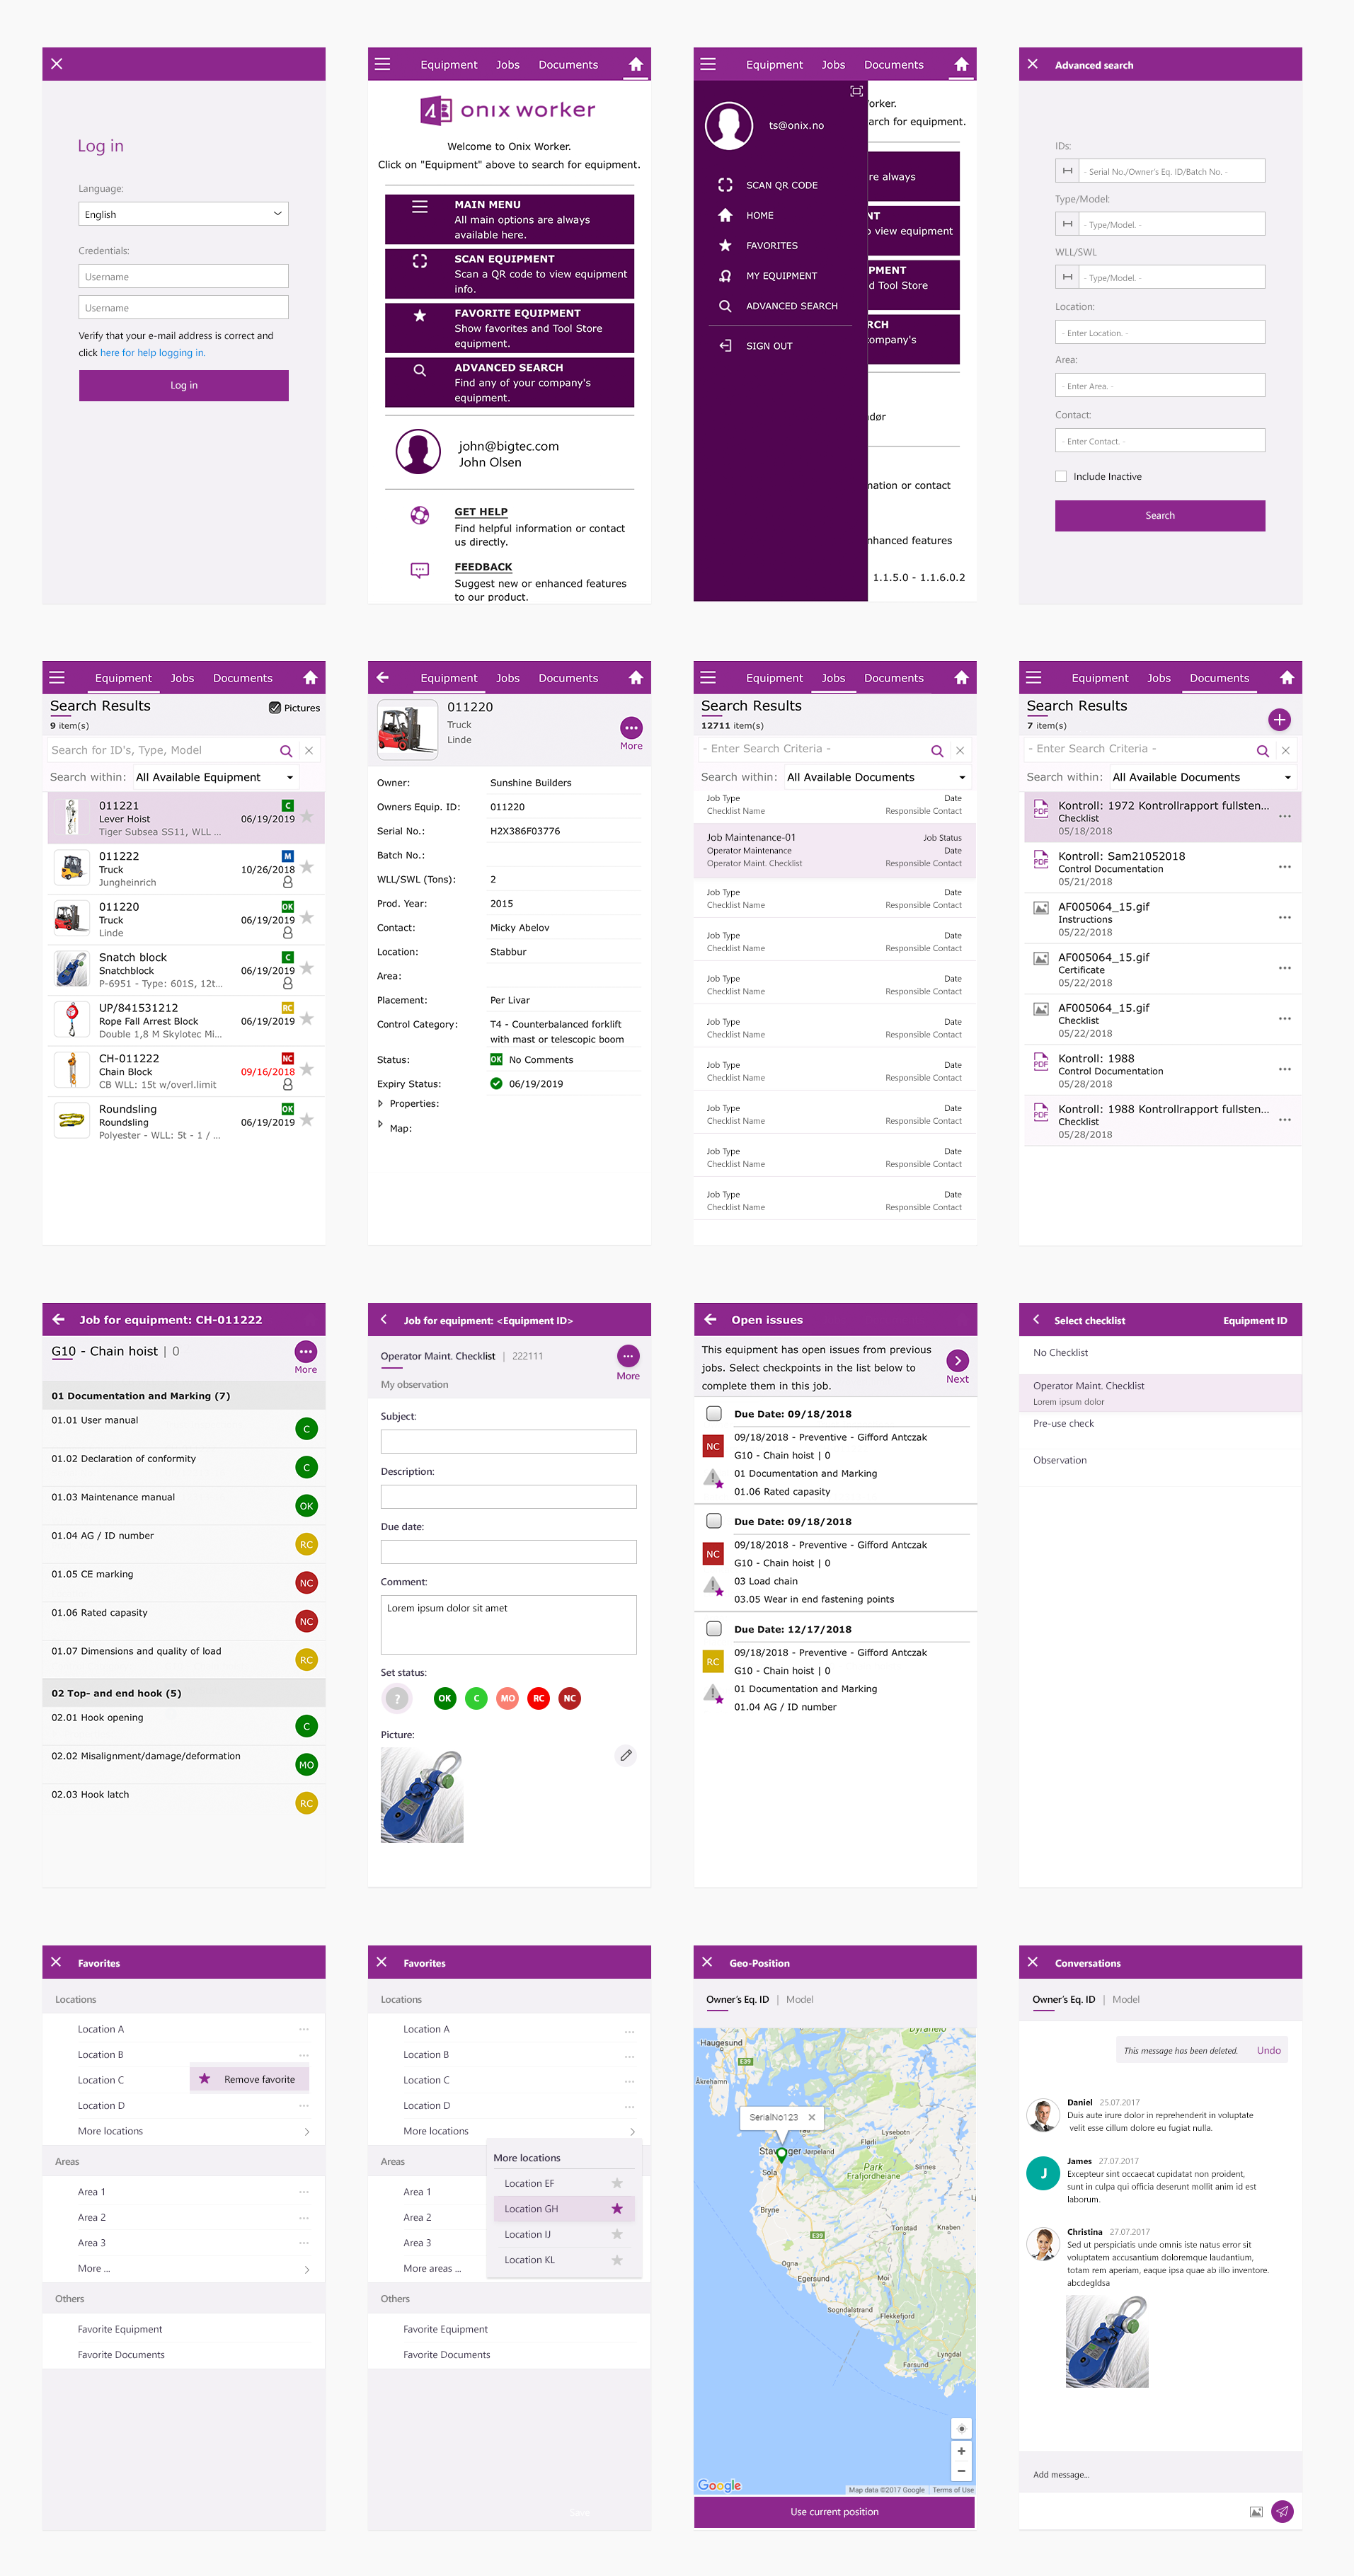 Log in
Language:
English
Credentials:
Username
Username
Verify that your e-mail address is correct and
click here for help logging in.
Log in
Equipment Jobs Documents
onix worker
Welcome to Onix Worker.
Click on "Equipment" above to search for equipment.
MAIN MENU
All main options are always
available here.
SCAN EQUIPMENT
Scan a QR code to view equipment
info.
FAVORITE EQUIPMENT
Show favorites and Tool Store
equipment.
ADVANCED SEARCH
Find any of your company's
equipment.
john@bigtec.com
John Olsen
GET HELP
Find helpful information or contact
us directly.
FEEDBACK
Suggest new or enhanced features
to our product.
Equipment Jobs Documents
ts@onix.no
SCAN QR CODE
HOME
FAVORITES
MY EQUIPMENT
ADVANCED SEARCH
SIGN OUT
orker.
arch for equipment.
re always
NT
o view equipment
PMENT
d Tool Store
RCH
ompany's
dør
nation or contact
nhanced features
1.1.5.0 - 1.1.6.0.2
Advanced search
IDs:
- Serial No./Owner's Eq. ID/Batch No. -
Type/Model:
- Type/Model. -
WLL/SWL
- Type/Model. -
Location:
- Enter Location. -
Area:
- Enter Area. -
Contact:
- Enter Contact. -
Include Inactive
Search
Equipment Jobs Documents
Search Results
Pictures
9 item(s)
Search for ID's, Type, Model
Search within: All Available Equipment
011221 C
Lever Hoist 06/19/2019
Tiger Subsea SS11, WLL ...
011222 M
Truck 10/26/2018
Jungheinrich
011220 OK
Truck 06/19/2019
Linde
Snatch block C
Snatchblock 06/19/2019
P-6951 - Type: 601S, 12t...
UP/841531212 RC
Rope Fall Arrest Block 06/19/2019
Double 1,8 M Skylotec Mi...
CH-011222 NC
Chain Block 09/16/2018
CB WLL: 15t w/overl.limit
Roundsling OK
Roundsling 06/19/2019
Polyester - WLL: 5t - 1 / ...
Equipment Jobs Documents
011220
Truck
Linde
More
Owner: Sunshine Builders
Owners Equip. ID: 011220
Serial No.: H2X386F03776
Batch No.:
WLL/SWL (Tons): 2
Prod. Year: 2015
Contact: Micky Abelov
Location: Stabbur
Area:
Placement: Per Livar
Control Category: T4 - Counterbalanced forklift
with mast or telescopic boom
Status: OK No Comments
Expiry Status: 06/19/2019
Properties:
Map:
Equipment Jobs Documents
Search Results
12711 item(s)
- Enter Search Criteria -
Search within: All Available Documents
Job Type Date
Checklist Name Responsible Contact
Job Maintenance-01 Job Status
Operator Maintenance Date
Operator Maint. Checklist Responsible Contact
Job Type Date
Checklist Name Responsible Contact
Job Type Date
Checklist Name Responsible Contact
Job Type Date
Checklist Name Responsible Contact
Job Type Date
Checklist Name Responsible Contact
Job Type Date
Checklist Name Responsible Contact
Job Type Date
Checklist Name Responsible Contact
Job Type Date
Checklist Name Responsible Contact
Job Type Date
Checklist Name Responsible Contact
Equipment Jobs Documents
Search Results
7 item(s)
- Enter Search Criteria -
Search within: All Available Documents
PDF Kontroll: 1972 Kontrollrapport fullsten...
Checklist
05/18/2018
PDF Kontroll: Sam21052018
Control Documentation
05/21/2018
AF005064_15.gif
Instructions
05/22/2018
AF005064_15.gif
Certificate
05/22/2018
AF005064_15.gif
Checklist
05/22/2018
PDF Kontroll: 1988
Control Documentation
05/28/2018
PDF Kontroll: 1988 Kontrollrapport fullsten...
Checklist
05/28/2018
Job for equipment: CH-011222
G10 - Chain hoist | 0
More
01 Documentation and Marking (7)
01.01 User manual C
01.02 Declaration of conformity C
01.03 Maintenance manual OK
01.04 AG / ID number RC
01.05 CE marking NC
01.06 Rated capasity NC
01.07 Dimensions and quality of load RC
02 Top- and end hook (5)
02.01 Hook opening C
02.02 Misalignment/damage/deformation MO
02.03 Hook latch RC
Job for equipment: <Equipment ID>
Operator Maint. Checklist | 222111
More
My observation
Subject:
Description:
Due date:
Comment:
Lorem ipsum dolor sit amet
Set status:
? OK C MO RC NC
Picture:
Open issues
This equipment has open issues from previous
jobs. Select checkpoints in the list below to
complete them in this job.
Next
Due Date: 09/18/2018
NC 09/18/2018 - Preventive - Gifford Antczak
G10 - Chain hoist | 0
01 Documentation and Marking
01.06 Rated capasity
Due Date: 09/18/2018
NC 09/18/2018 - Preventive - Gifford Antczak
G10 - Chain hoist | 0
03 Load chain
03.05 Wear in end fastening points
Due Date: 12/17/2018
RC 09/18/2018 - Preventive - Gifford Antczak
G10 - Chain hoist | 0
01 Documentation and Marking
01.04 AG / ID number
Select checklist Equipment ID
No Checklist
Operator Maint. Checklist
Lorem ipsum dolor
Pre-use check
Observation
Favorites
Locations
Location A
Location B
Location C
Remove favorite
Location D
More locations
Areas
Area 1
Area 2
Area 3
More ...
Others
Favorite Equipment
Favorite Documents
Favorites
Locations
Location A
Location B
Location C
Location D
More locations
Areas
Area 1
Area 2
Area 3
More areas ...
More locations
Location EF
Location GH
Location IJ
Location KL
Others
Favorite Equipment
Favorite Documents
Geo-Position
Owner's Eq. ID | Model
Haugesund
E39
Åkrehamn
SerialNo123
Jørpeland
Sola
Flørli
Lysebotn
Park
Frafjordheiane
Bryne
E39
Tonstad
Knaben
Ogna
Egersund
Moi
Sogndalstrand
Flekkefjord
Lyngdal
Farsund
Google
Map data ©2017 Google Terms of Use
Use current position
Conversations
Owner's Eq. ID | Model
This message has been deleted. Undo
Daniel 25.07.2017
Duis aute irure dolor in reprehenderit in voluptate
velit esse cillum dolore eu fugiat nulla.
J
James 27.07.2017
Excepteur sint occaecat cupidatat non proident,
sunt in culpa qui officia deserunt mollit anim id est
laborum.
Christina 27.07.2017
Sed ut perspiciatis unde omnis iste natus error sit
voluptatem accusantium doloremque laudantium,
totam rem aperiam, eaque ipsa quae ab illo inventore.
abcdegldsa
Add message...